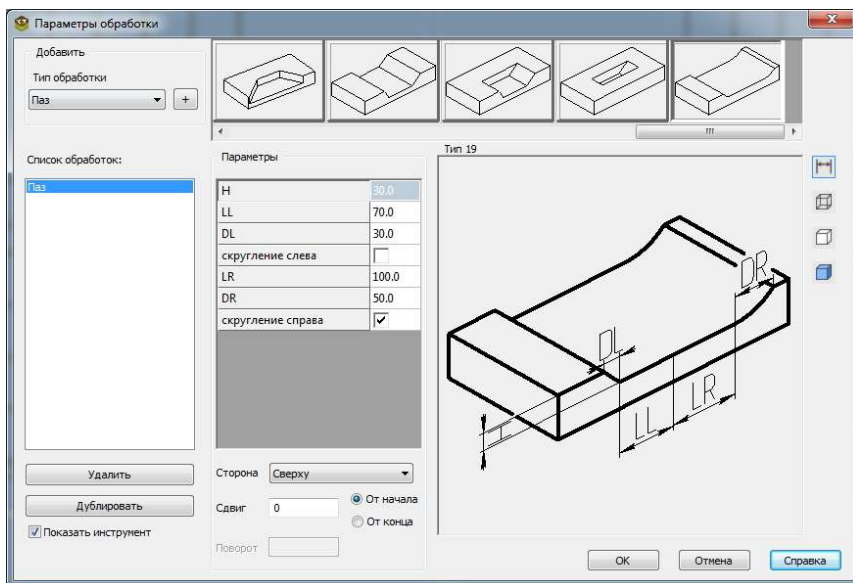 Параметры обработки
Добавить
Тип обработки
Паз
+
Список обработок:
Паз
Удалить
Дублировать
Показать инструмент
Параметры
H 30.0
LL 70.0
DL 30.0
скругление слева
LR 100.0
DR 50.0
скругление справа
Сторона Сверху
Сдвиг 0
От начала
От конца
Поворот
Тип 19
DR
DL
LR
LL
H
OK
Отмена
Справка